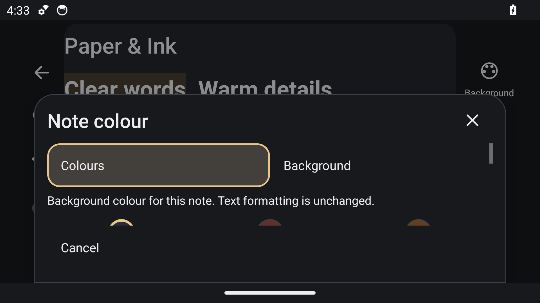 4:33
Paper & Ink
Clear words Warm details
Background
Note colour
Colours
Background
Background colour for this note. Text formatting is unchanged.
Cancel